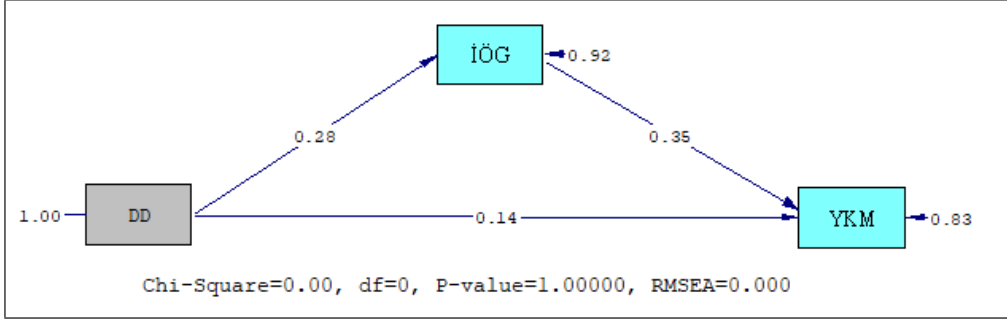 İÖG
0.92
0.28
0.35
1.00
DD
0.14
YKM
0.83
Chi-Square=0.00, df=0, P-value=1.00000, RMSEA=0.000